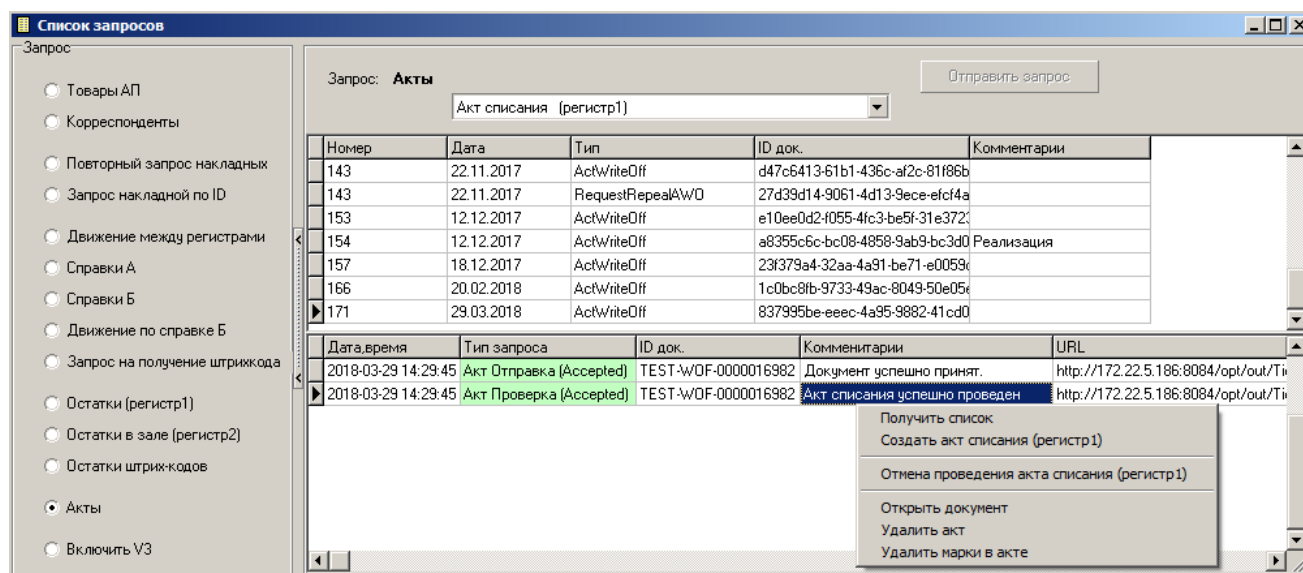 Список запросов
Запрос
Товары АП
Корреспонденты
Повторный запрос накладных
Запрос накладной по ID
Движение между регистрами
Справки А
Справки Б
Движение по справке Б
Запрос на получение штрихкода
Остатки (регистр1)
Остатки в зале (регистр2)
Остатки штрих-кодов
Акты
Включить V3
Запрос: Акты
Отправить запрос
Акт списания (регистр1)
Номер Дата Тип ID док. Комментарии
143 22.11.2017 ActWriteOff d47c6413-61b1-436c-af2c-81f86b
143 22.11.2017 RequestRepealAWO 27d39d14-9061-4d13-9ece-efcf4a
153 12.12.2017 ActWriteOff e10ee0d2-f055-4fc3-be5f-31e372
154 12.12.2017 ActWriteOff a8355c6c-bc08-4858-9ab9-bc3d0 Реализация
157 18.12.2017 ActWriteOff 23f379a4-32aa-4a91-be71-e0059
166 20.02.2018 ActWriteOff 1c0bc8fb-9733-49ac-8049-50e05
171 29.03.2018 ActWriteOff 837995be-eeec-4a95-9882-41cd0
Дата,время Тип запроса ID док. Комменитарии URL
2018-03-29 14:29:45 Акт Отправка (Accepted) TEST-WOF-0000016982 Документ успешно принят. http://172.22.5.186:8084/opt/out/Ti
2018-03-29 14:29:45 Акт Проверка (Accepted) TEST-WOF-0000016982 Акт списания успешно проведен http://172.22.5.186:8084/opt/out/Ti
Получить список
Создать акт списания (регистр1)
Отмена проведения акта списания (регистр1)
Открыть документ
Удалить акт
Удалить марки в акте